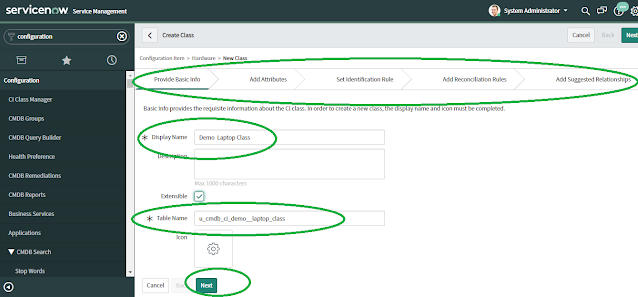 servicenow Service Management
System Administrator
configuration
Create Class
Cancel Back Next
Configuration Item > Hardware > New Class
Provide Basic Info Add Attributes Set Identification Rule Add Reconciliation Rules Add Suggested Relationships
Basic Info provides the requisite information about the CI class. In order to create a new class, the display name and icon must be completed.
Configuration
CI Class Manager
CMDB Groups
CMDB Query Builder
Health Preference
CMDB Remediations
CMDB Reports
Business Services
Applications
CMDB Search
Stop Words
Display Name Demo Laptop Class
Description
Max 1000 characters
Extensible
Table Name u_cmdb_ci_demo__laptop_class
Icon
Cancel Back Next